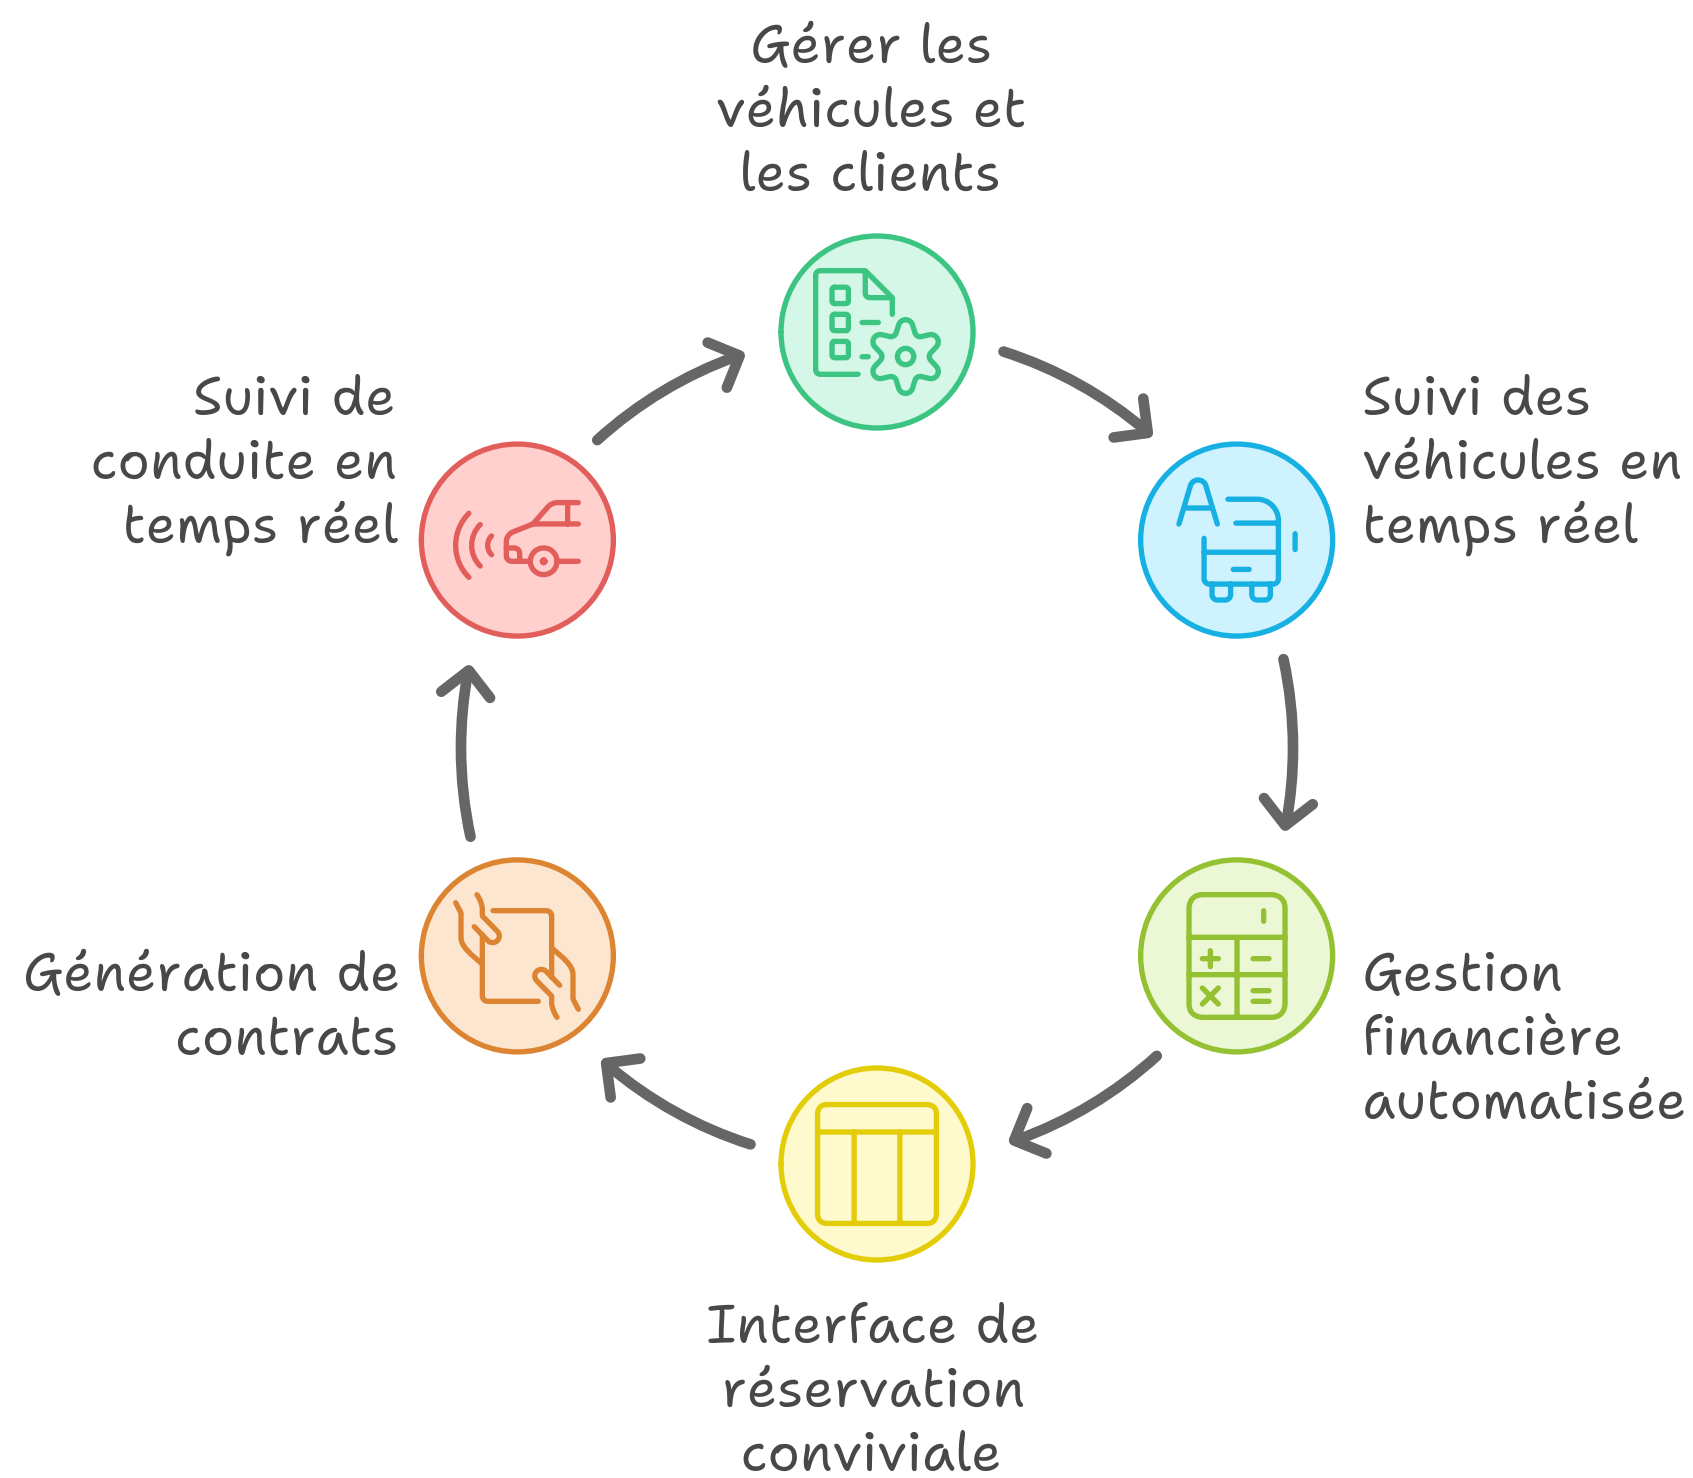 Gérer les
véhicules et
les clients
Suivi des
véhicules en
temps réel
Gestion
financière
automatisée
Interface de
réservation
conviviale
Génération de
contrats
Suivi de
conduite en
temps réel